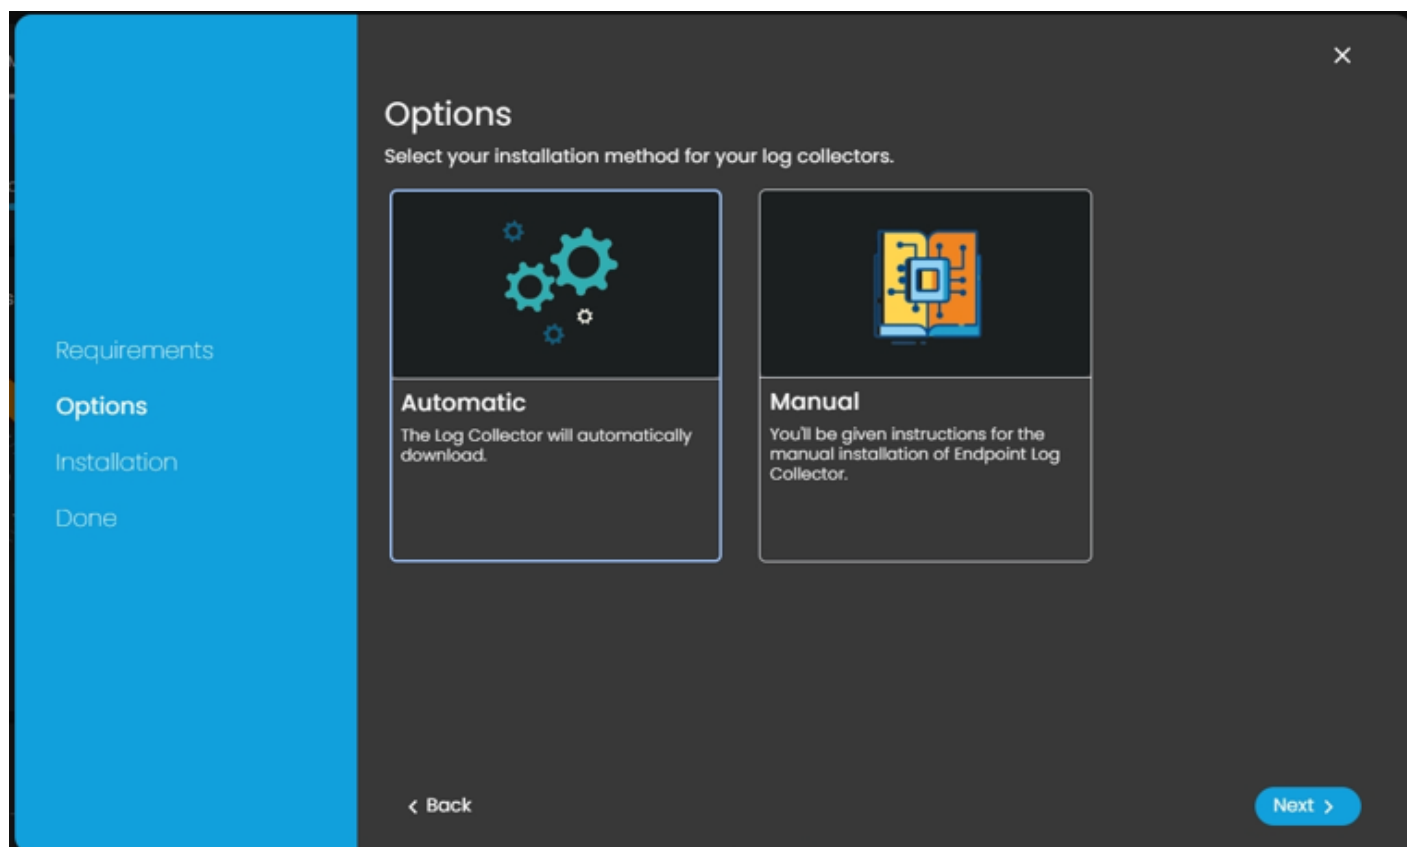 Options
Select your installation method for your log collectors.
Requirements
Options
Installation
Done
Automatic
The Log Collector will automatically
download.
Manual
You'll be given instructions for the
manual installation of Endpoint Log
Collector.
Back
Next